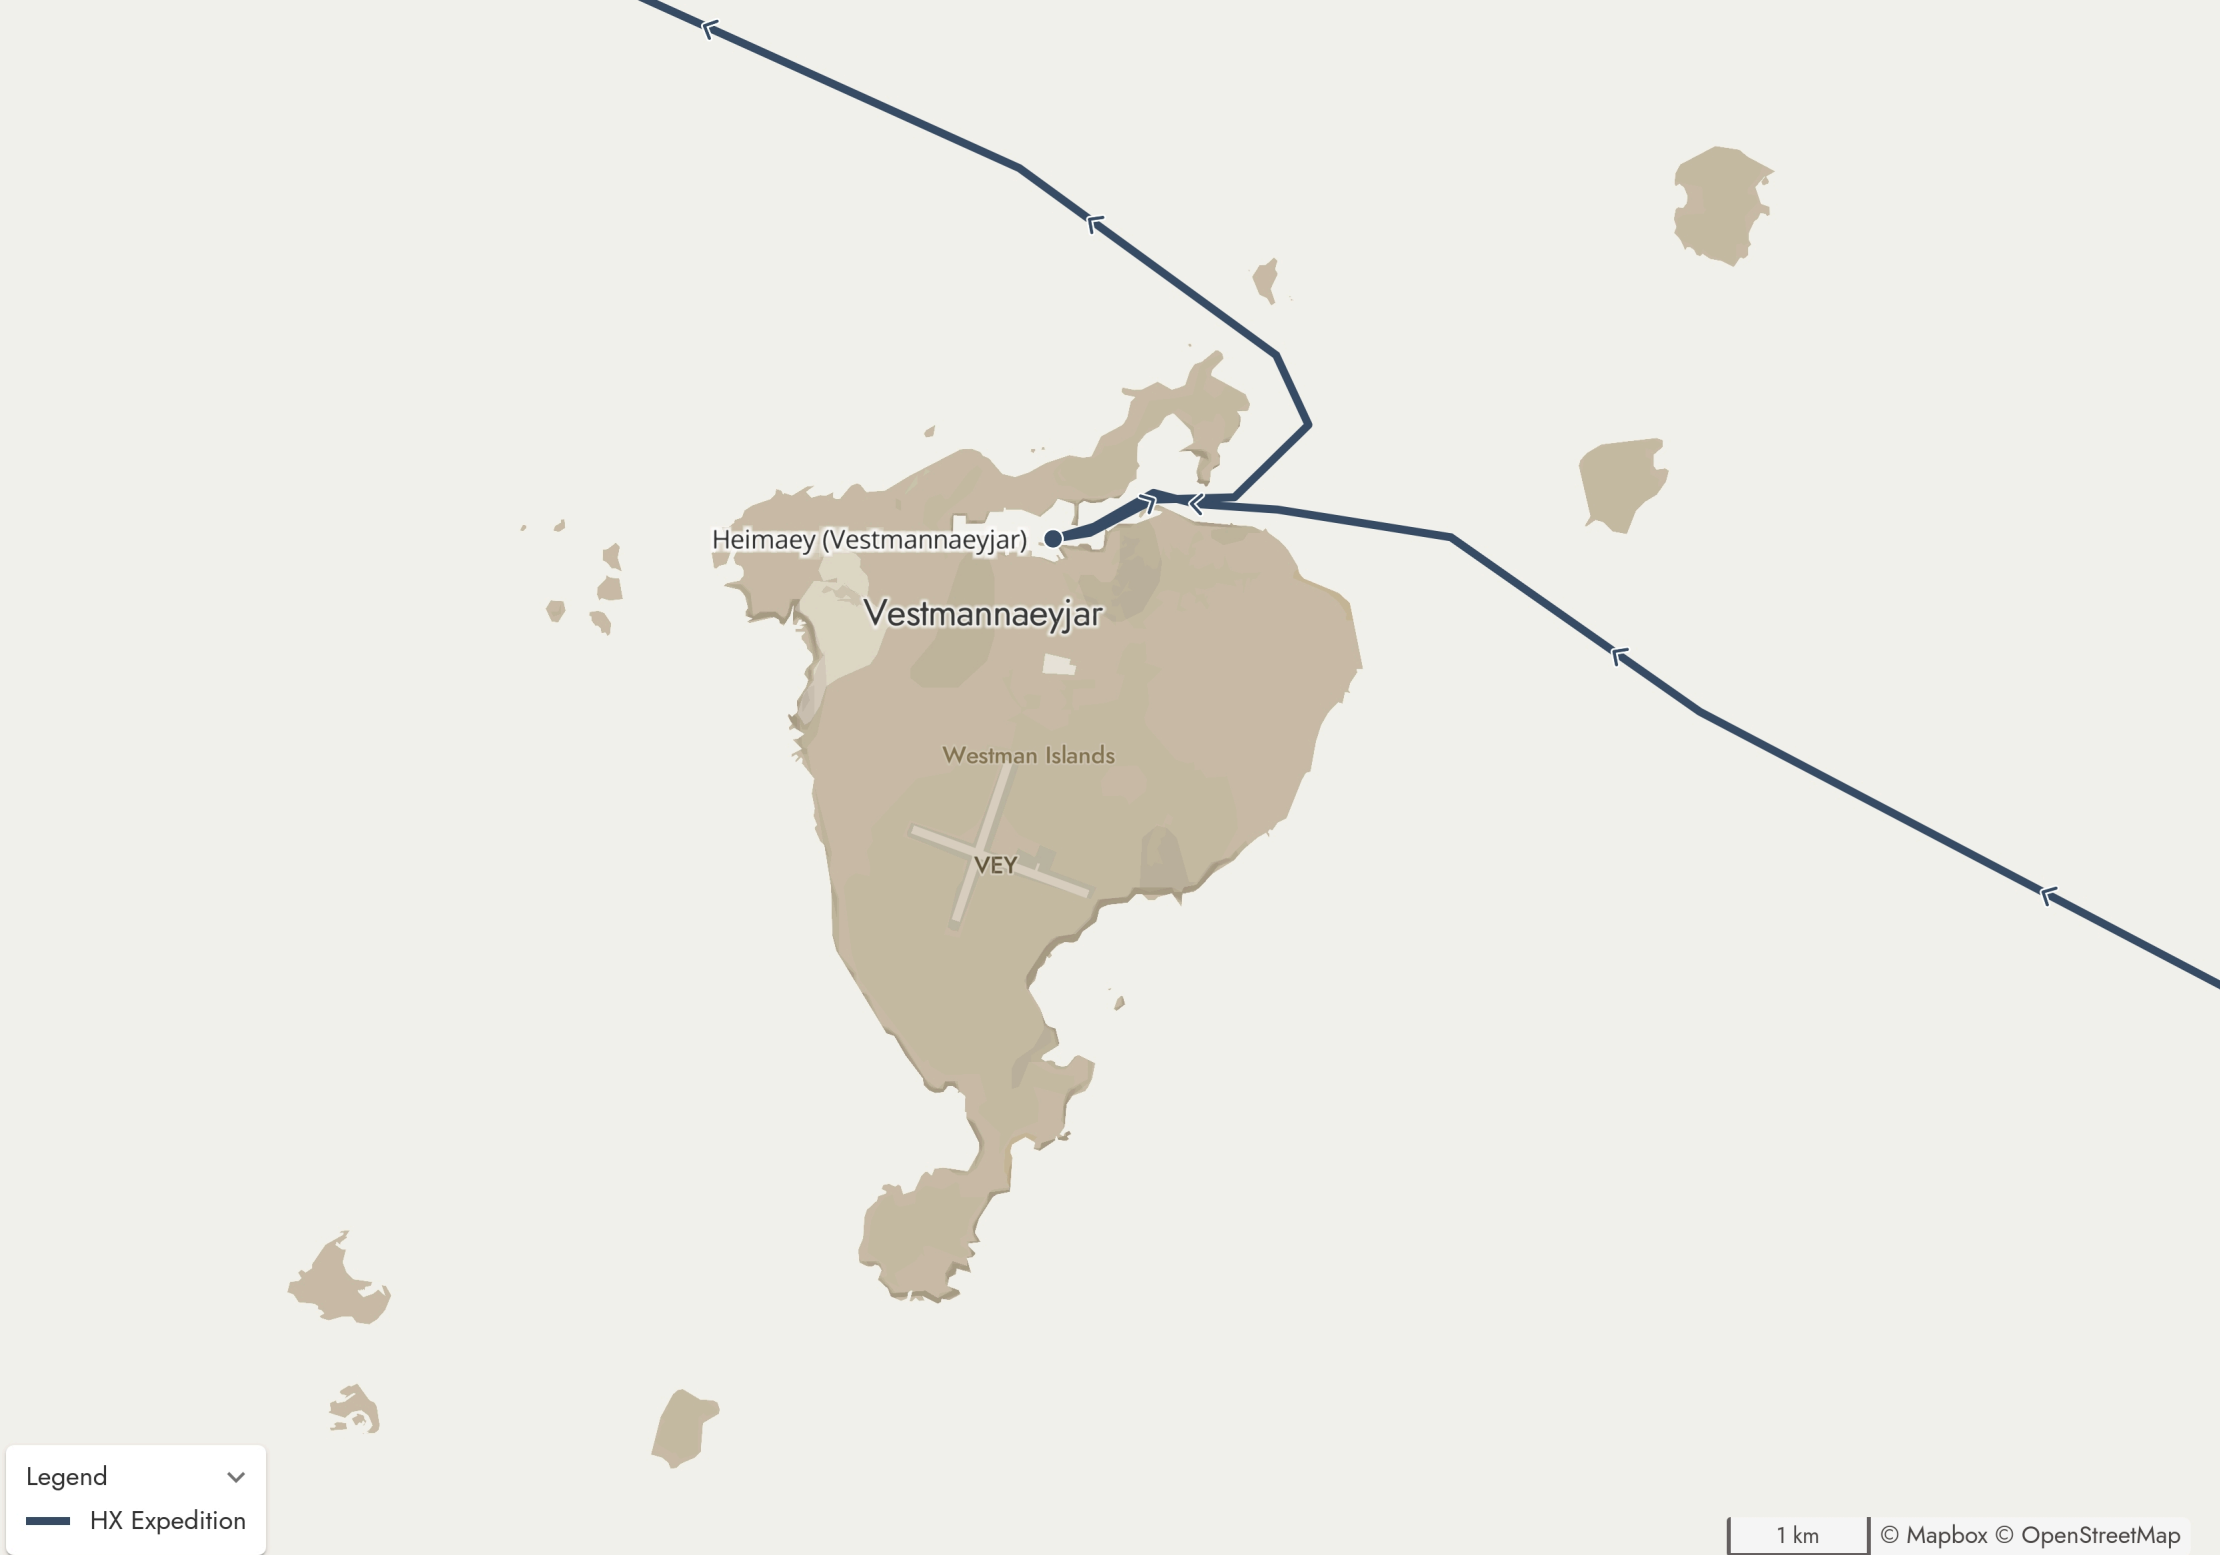 Heimaey (Vestmannaeyjar)
Vestmannaeyjar
Westman Islands
VEY
Legend
HX Expedition
1 km
© Mapbox © OpenStreetMap